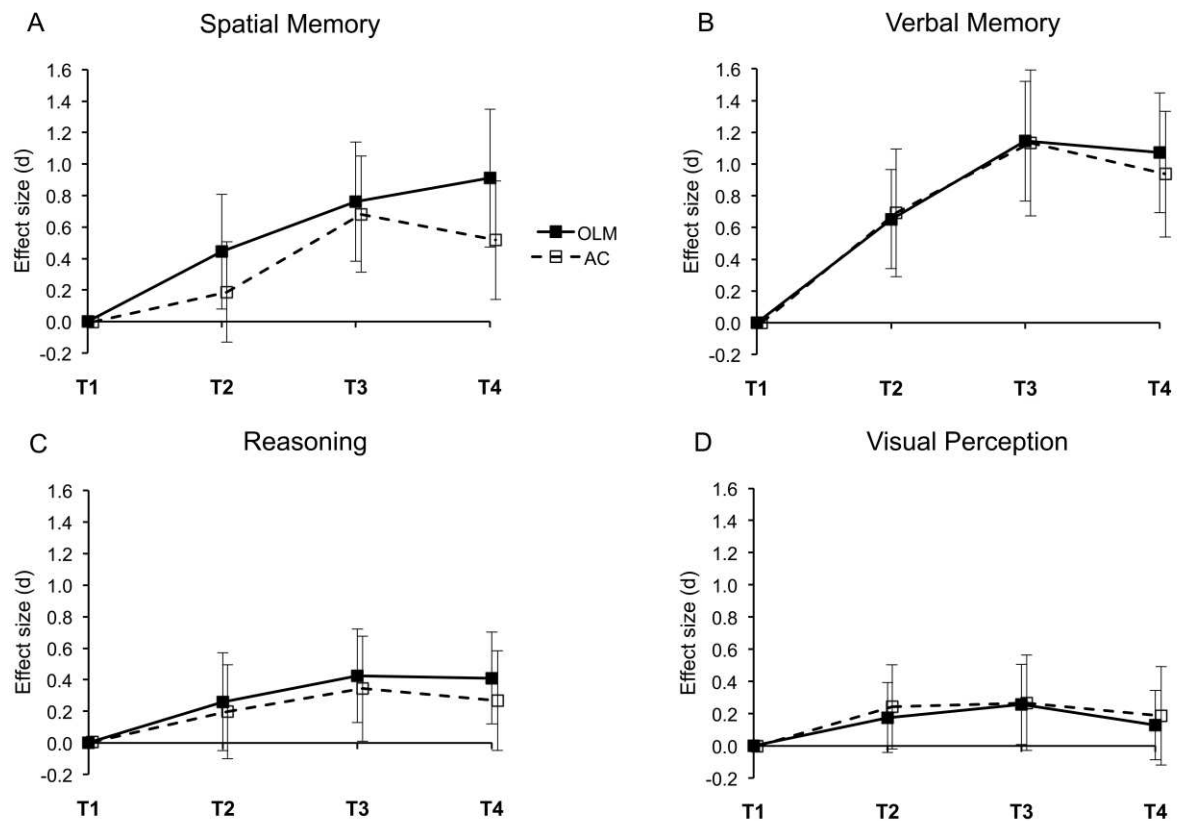 A Spatial Memory
Effect size (d)
1.6
1.4
1.2
1.0
0.8
0.6
0.4
0.2
0.0
-0.2
T1 T2 T3 T4
OLM
AC
B Verbal Memory
Effect size (d)
1.6
1.4
1.2
1.0
0.8
0.6
0.4
0.2
0.0
-0.2
T1 T2 T3 T4
C Reasoning
Effect size (d)
1.6
1.4
1.2
1.0
0.8
0.6
0.4
0.2
0.0
-0.2
T1 T2 T3 T4
D Visual Perception
Effect size (d)
1.6
1.4
1.2
1.0
0.8
0.6
0.4
0.2
0.0
-0.2
T1 T2 T3 T4